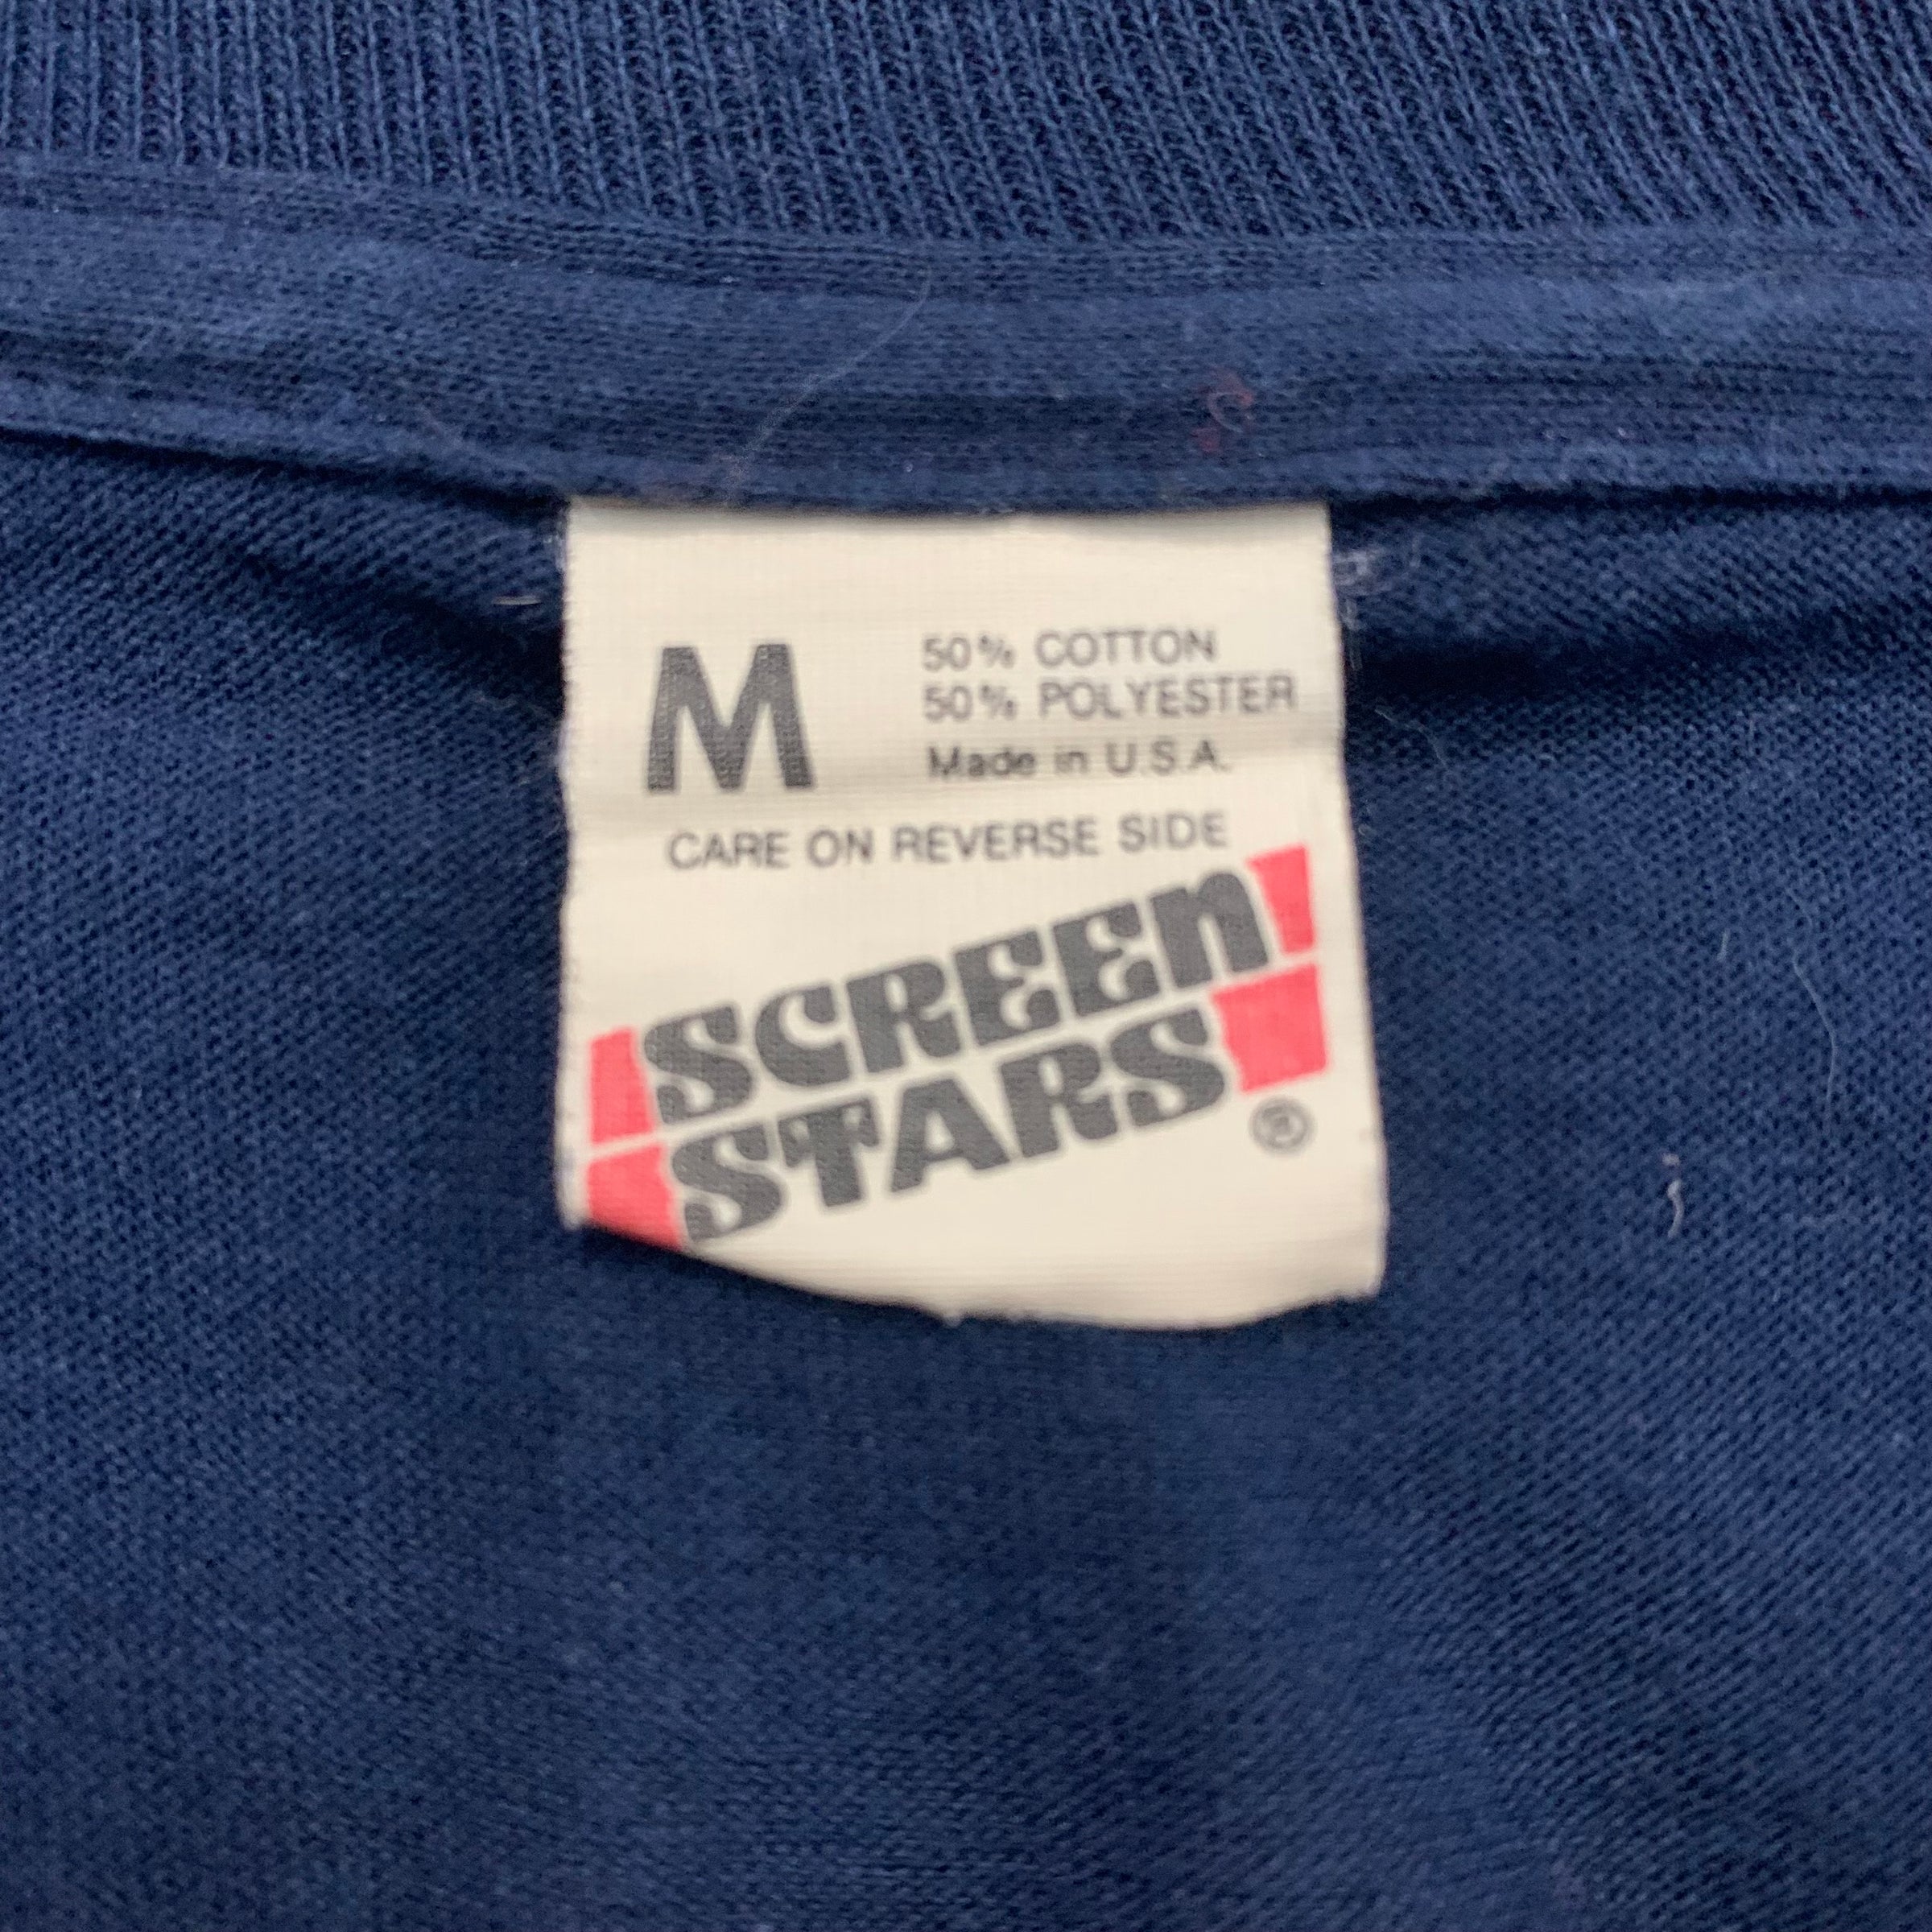 M
50% COTTON
50% POLYESTER
Made in U.S.A.
CARE ON REVERSE SIDE
SCREEN
STARS
®